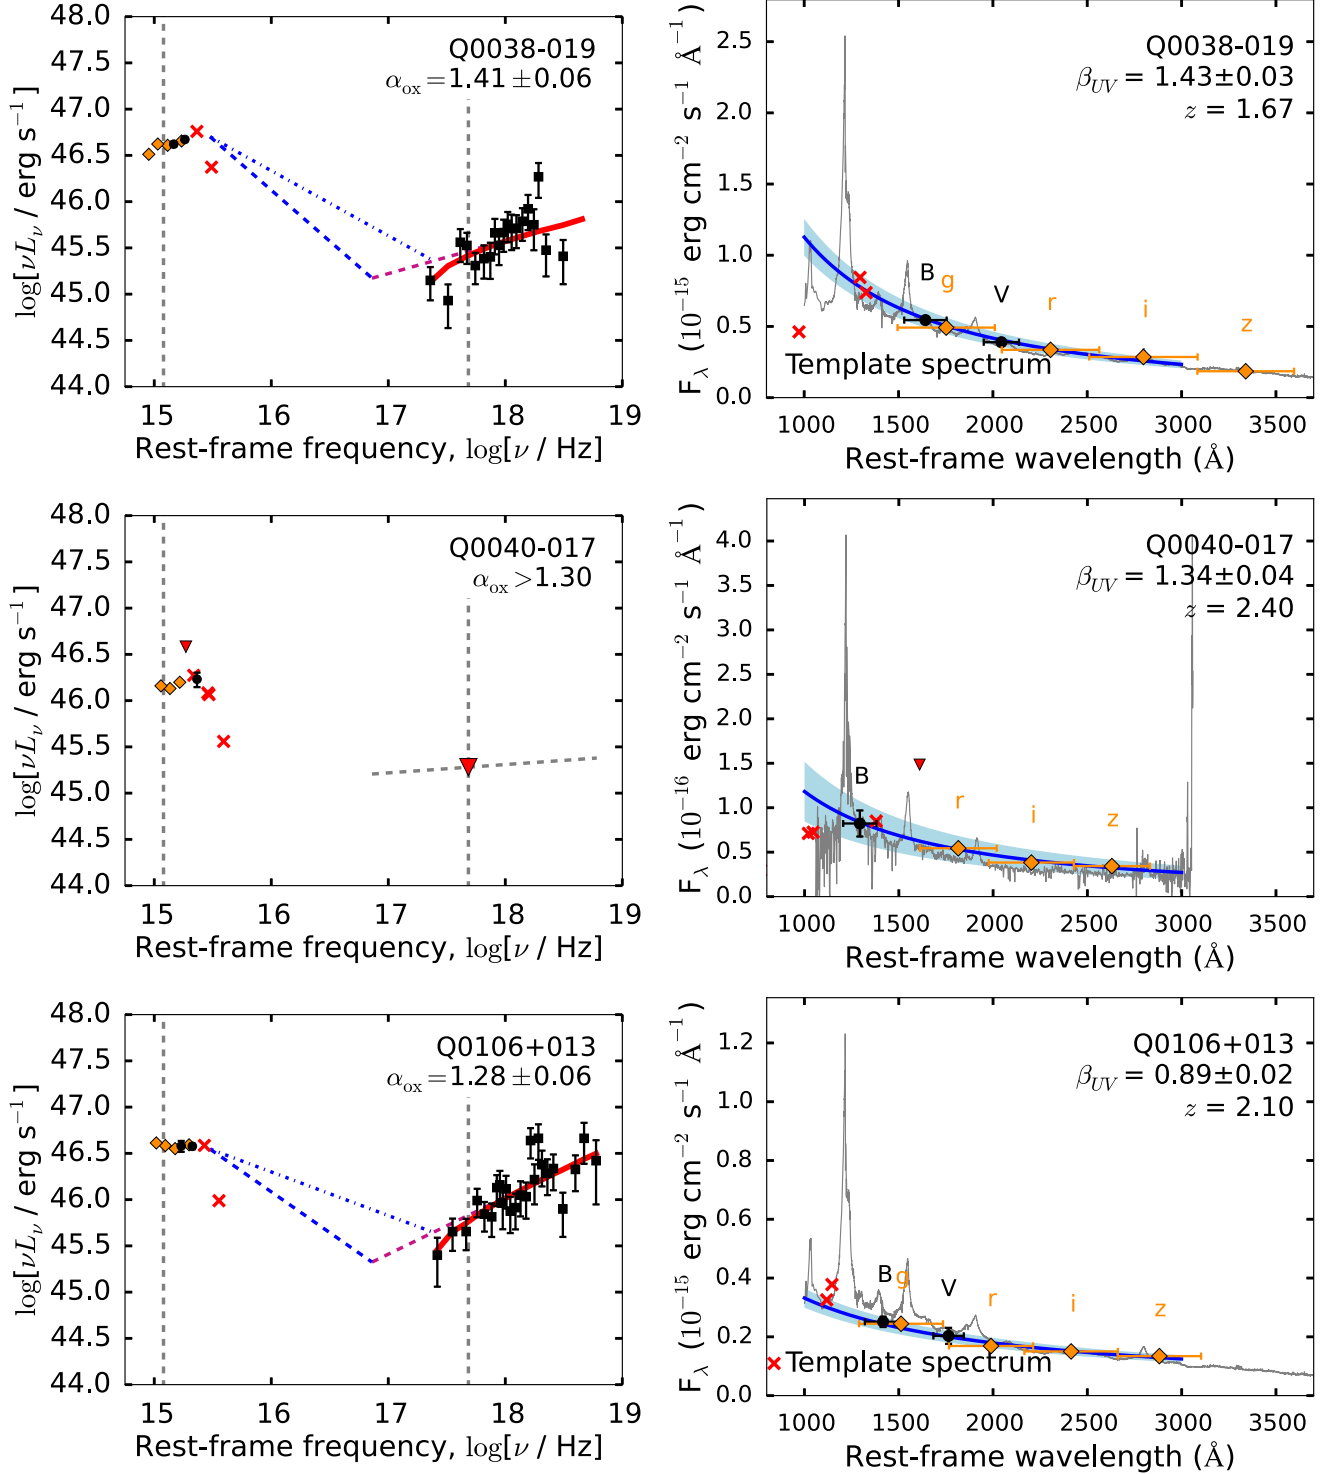 48.0
47.5
47.0
46.5
46.0
45.5
45.0
44.5
44.0
15
16
17
18
19
log[νLν / erg s⁻¹]
Rest-frame frequency, log[ν / Hz]
Q0038-019
αox=1.41±0.06
2.5
2.0
1.5
1.0
0.5
0.0
1000
1500
2000
2500
3000
3500
Fλ (10⁻¹⁵ erg cm⁻² s⁻¹ Å⁻¹)
Rest-frame wavelength (Å)
Q0038-019
βUV = 1.43±0.03
z = 1.67
B
g
V
r
i
z
Template spectrum
48.0
47.5
47.0
46.5
46.0
45.5
45.0
44.5
44.0
15
16
17
18
19
log[νLν / erg s⁻¹]
Rest-frame frequency, log[ν / Hz]
Q0040-017
αox>1.30
4.0
3.5
3.0
2.5
2.0
1.5
1.0
0.5
0.0
1000
1500
2000
2500
3000
3500
Fλ (10⁻¹⁶ erg cm⁻² s⁻¹ Å⁻¹)
Rest-frame wavelength (Å)
Q0040-017
βUV = 1.34±0.04
z = 2.40
B
r
i
z
48.0
47.5
47.0
46.5
46.0
45.5
45.0
44.5
44.0
15
16
17
18
19
log[νLν / erg s⁻¹]
Rest-frame frequency, log[ν / Hz]
Q0106+013
αox=1.28±0.06
1.2
1.0
0.8
0.6
0.4
0.2
0.0
1000
1500
2000
2500
3000
3500
Fλ (10⁻¹⁵ erg cm⁻² s⁻¹ Å⁻¹)
Rest-frame wavelength (Å)
Q0106+013
βUV = 0.89±0.02
z = 2.10
B
g
V
r
i
z
Template spectrum